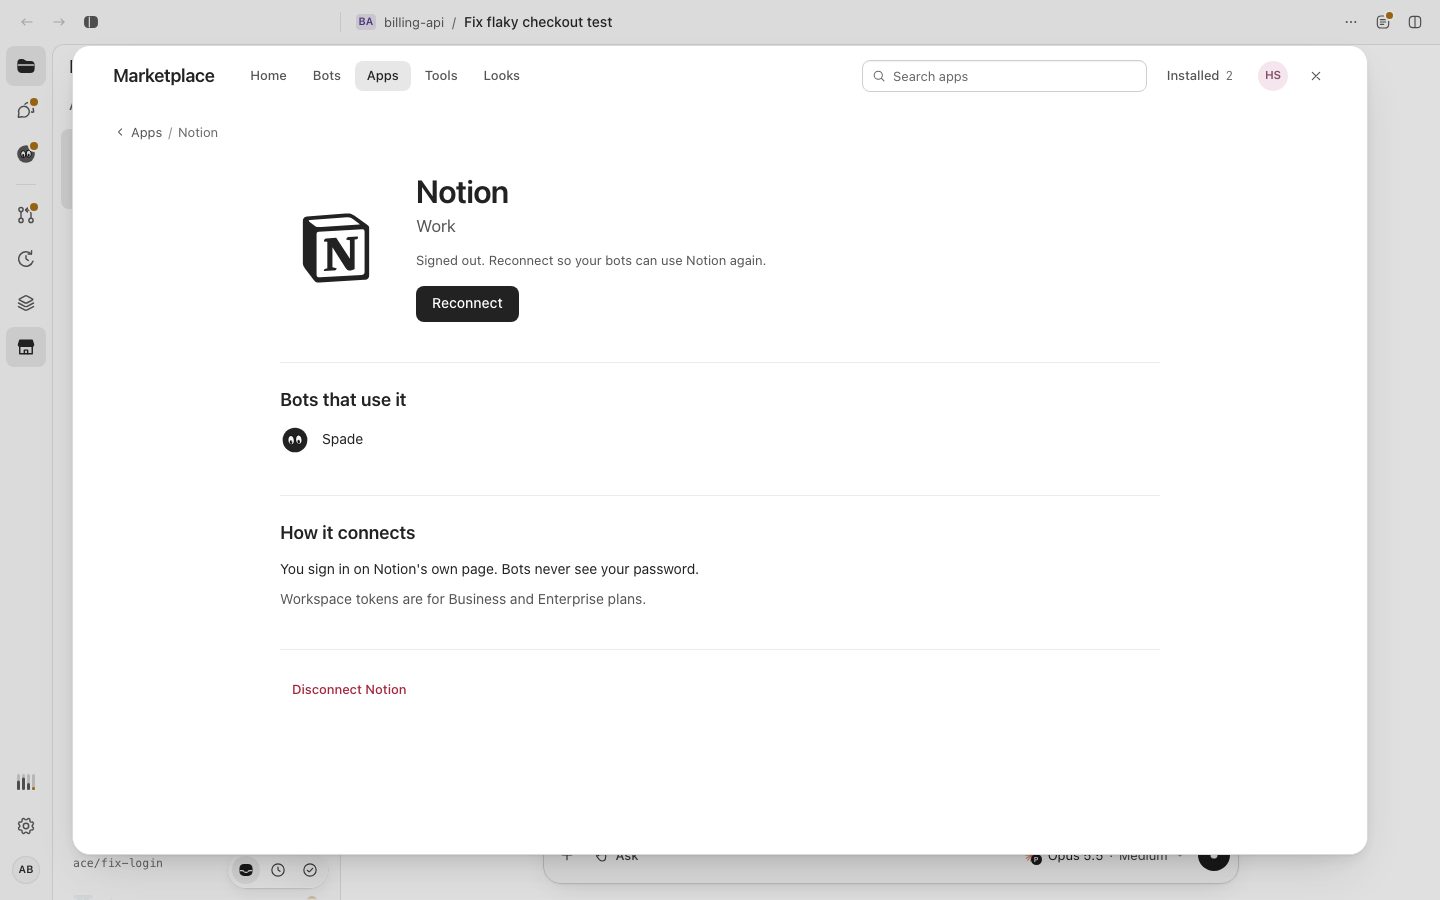 BA billing-api / Fix flaky checkout test
Marketplace Home Bots Apps Tools Looks Search apps Installed 2 HS
Apps / Notion
N
Notion
Work
Signed out. Reconnect so your bots can use Notion again.
Reconnect
Bots that use it
Spade
How it connects
You sign in on Notion's own page. Bots never see your password.
Workspace tokens are for Business and Enterprise plans.
Disconnect Notion
ace/fix-login
Ask Opus 5.5 · Medium
AB